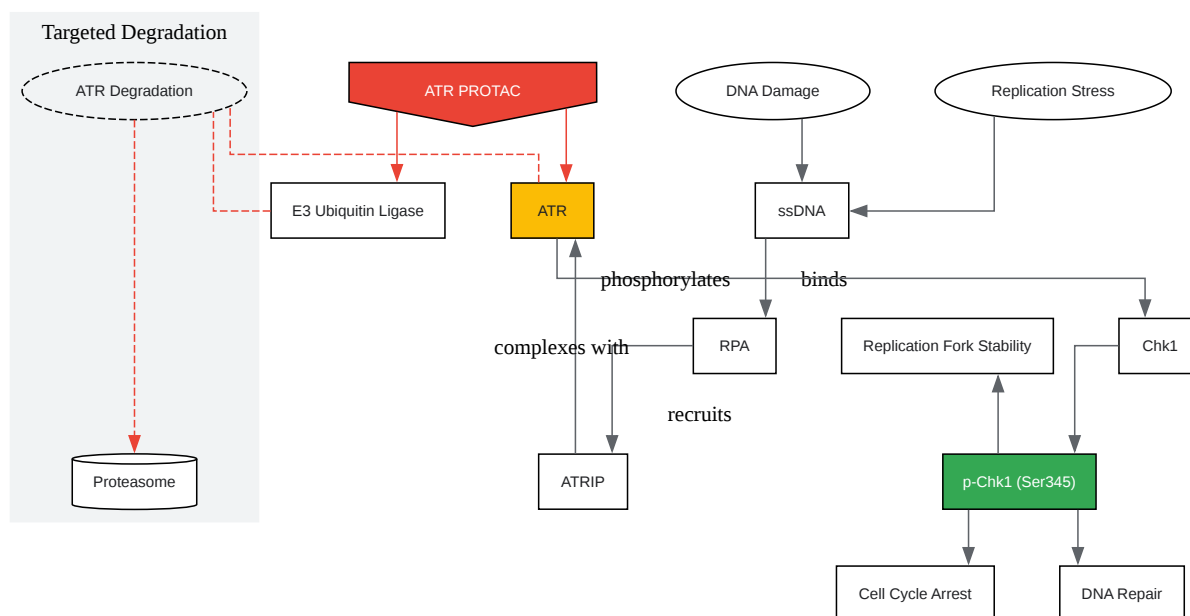 Targeted Degradation
ATR Degradation
ATR PROTAC
DNA Damage
Replication Stress
E3 Ubiquitin Ligase
ATR
ssDNA
phosphorylates
binds
complexes with
RPA
Replication Fork Stability
Chk1
recruits
Proteasome
ATRIP
p-Chk1 (Ser345)
Cell Cycle Arrest
DNA Repair